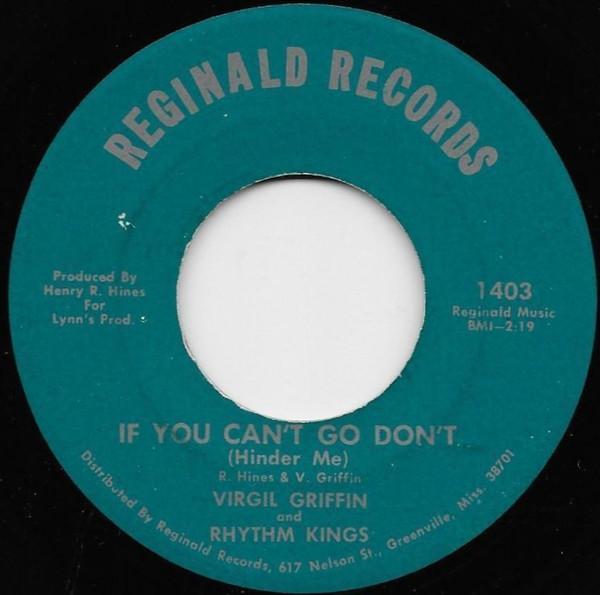 REGINALD RECORDS
Produced By
Henry R. Hines
For
Lynn's Prod.
1403
Reginald Music
BMI-2:19
IF YOU CAN'T GO DON'T
(Hinder Me)
R. Hines & V. Griffin
VIRGIL GRIFFIN
and
RHYTHM KINGS
Distributed By Reginald Records, 617 Nelson St., Greenville, Miss. 38701